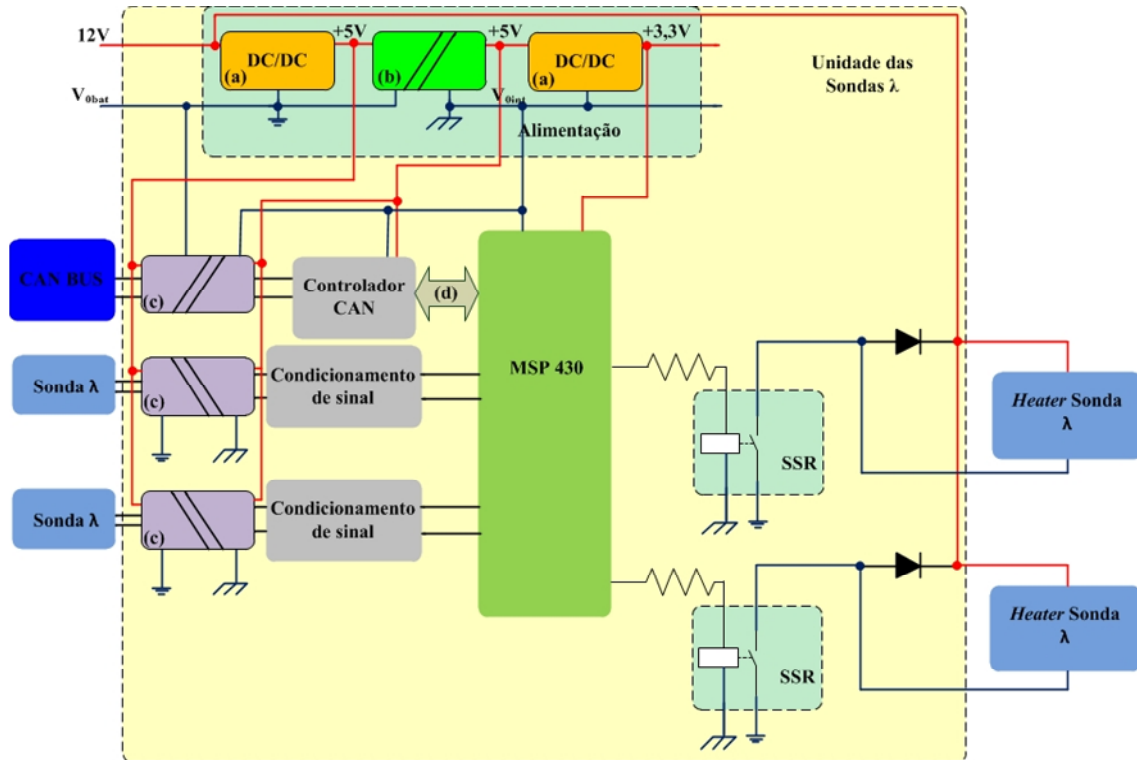 12V
DC/DC
(a)
+5V
(b)
+5V
DC/DC
(a)
+3,3V
Unidade das
Sondas λ
V0bat
V0int
Alimentação
CAN BUS
(c)
Controlador
CAN
(d)
MSP 430
Sonda λ
(c)
Condicionamento
de sinal
Heater Sonda
λ
SSR
Sonda λ
(c)
Condicionamento
de sinal
Heater Sonda
λ
SSR